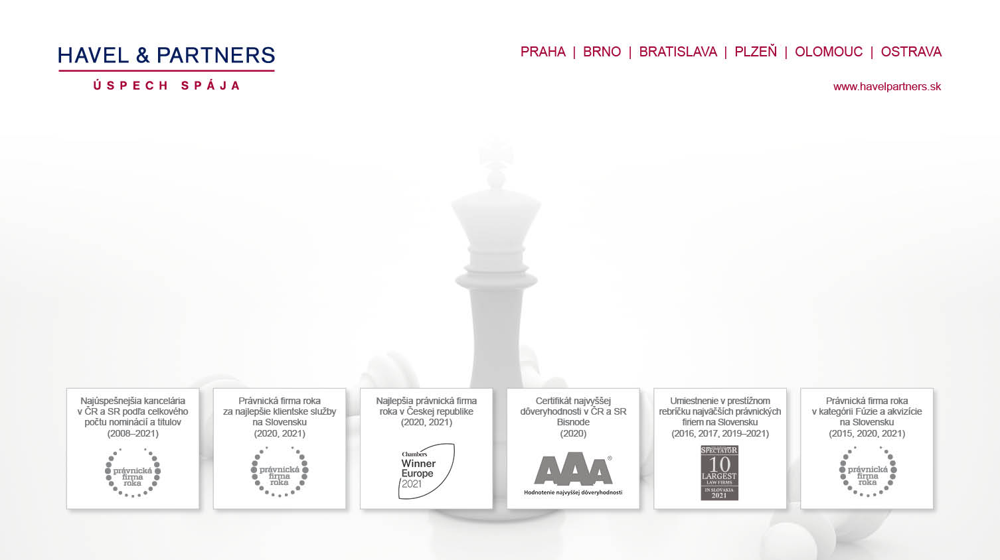 HAVEL & PARTNERS
ÚSPECH SPÁJA
PRAHA | BRNO | BRATISLAVA | PLZEŇ | OLOMOUC | OSTRAVA
www.havelpartners.sk
Najúspešnejšia kancelária
v ČR a SR podľa celkového
počtu nominácií a titulov
(2008–2021)
právnická
firma
roka
Právnická firma roka
za najlepšie klientske služby
na Slovensku
(2020, 2021)
právnická
firma
roka
Najlepšia právnická firma
roka v Českej republike
(2020, 2021)
Chambers
Winner
Europe
2021
Certifikát najvyššej
dôveryhodnosti v ČR a SR
Bisnode
(2020)
AAA®
Hodnotenie najvyššej dôveryhodnosti
Umiestnenie v prestížnom
rebríčku najväčších právnických
firiem na Slovensku
(2016, 2017, 2019–2021)
SPECTATOR
10
LARGEST
LAW FIRMS
IN SLOVAKIA
2021
Právnická firma roka
v kategórii Fúzie a akvizície
na Slovensku
(2015, 2020, 2021)
právnická
firma
roka